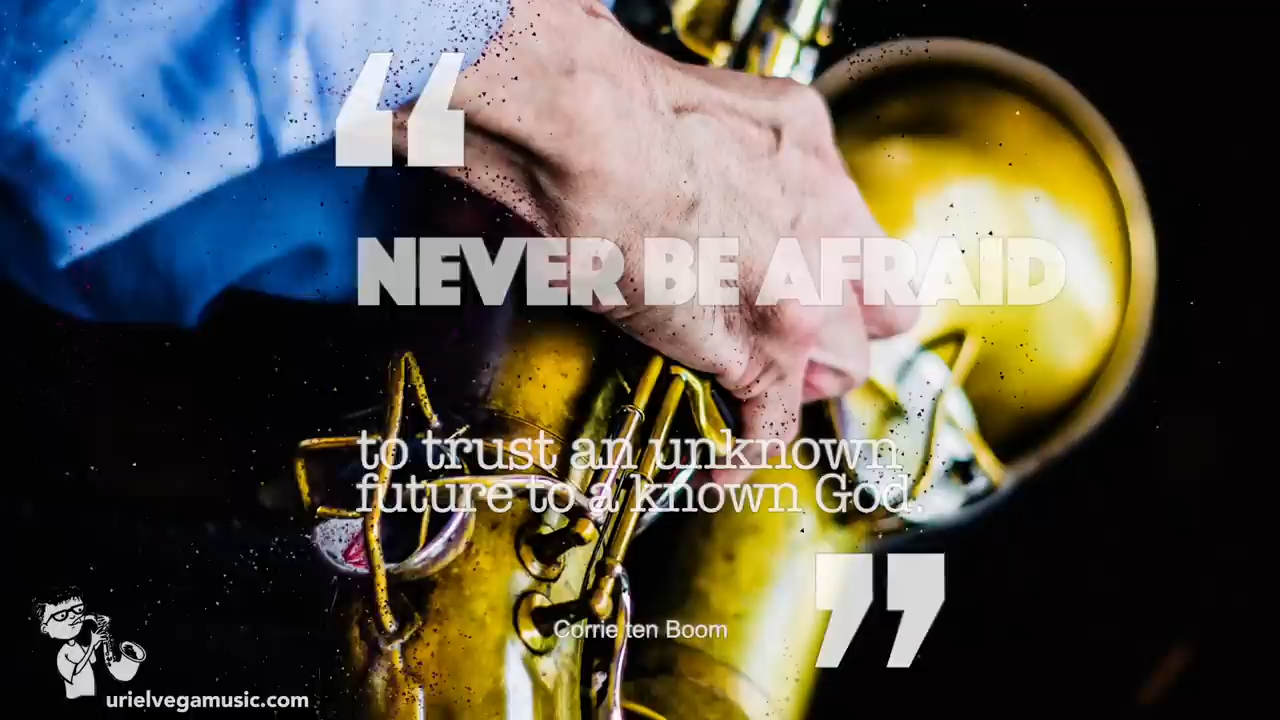 “
NEVER BE AFRAID
to trust an unknown
future to a known God.
”
Corrie ten Boom
urielvegamusic.com